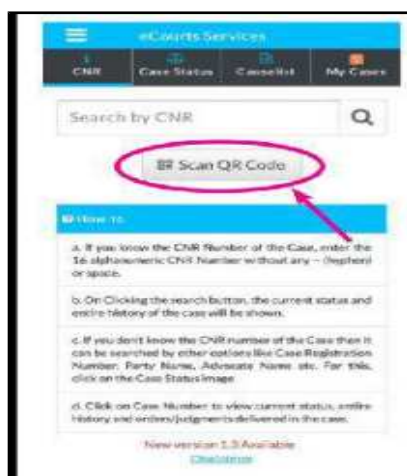 eCourts Services
CNR Case Status Causelist My Cases
Search by CNR
Scan QR Code
How To
a. If you know the CNR Number of the Case, enter the
16 alphanumeric CNR Number without any – (hyphen)
or space.
b. On Clicking the search button, the current status and
entire history of the case will be shown.
c. If you don't know the CNR number of the Case then it
can be searched by other options like Case Registration
Number, Party Name, Advocate Name etc. For this,
click on the Case Status image
d. Click on Case Number to view current status, entire
history and orders/judgments delivered in the case.
New version 1.3 Available